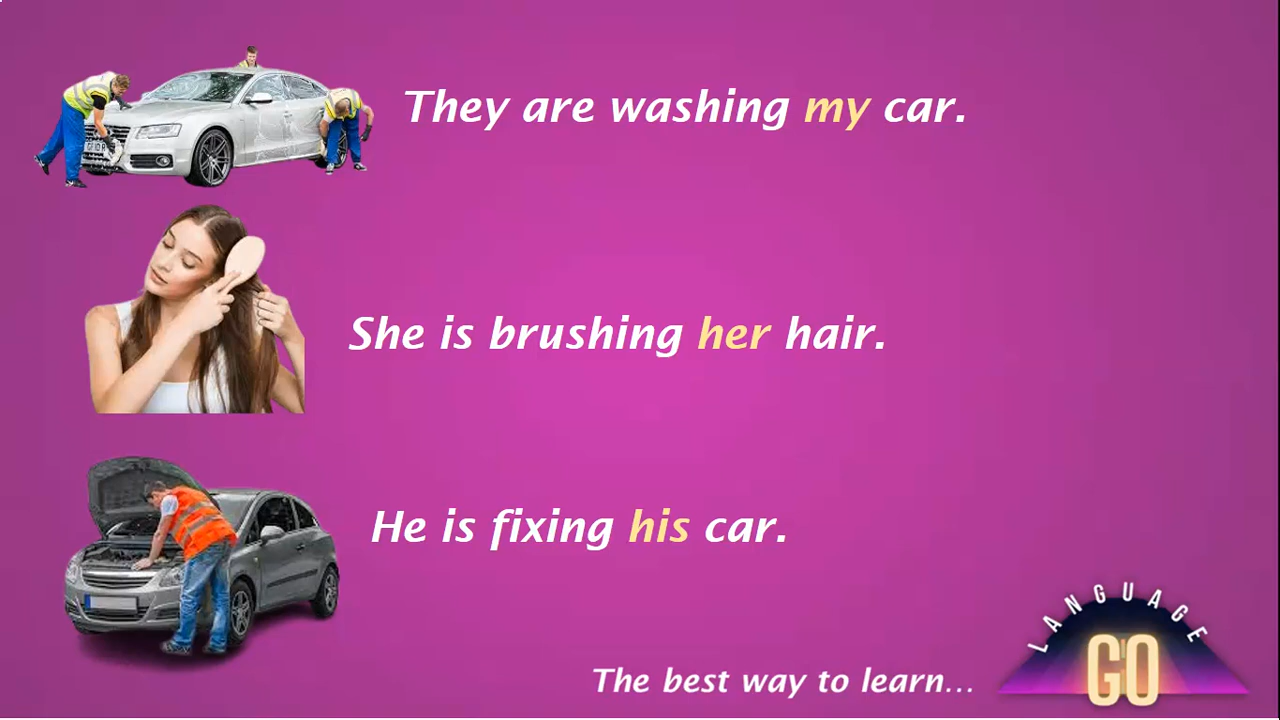 They are washing my car.
She is brushing her hair.
He is fixing his car.
The best way to learn...
LANGUAGE
GO